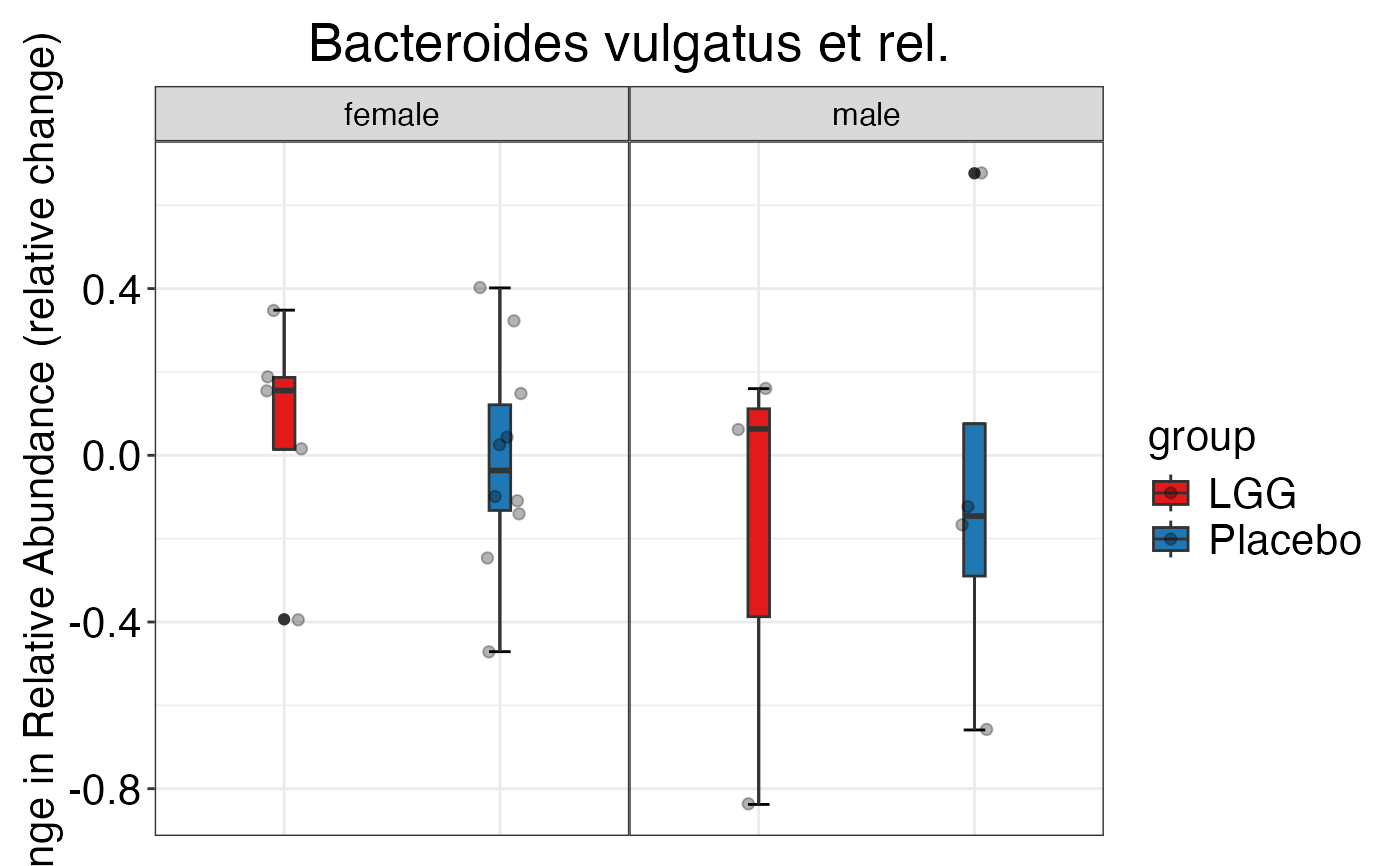 Bacteroides vulgatus et rel.
female
male
nge in Relative Abundance (relative change)
0.4
0.0
-0.4
-0.8
group
LGG
Placebo